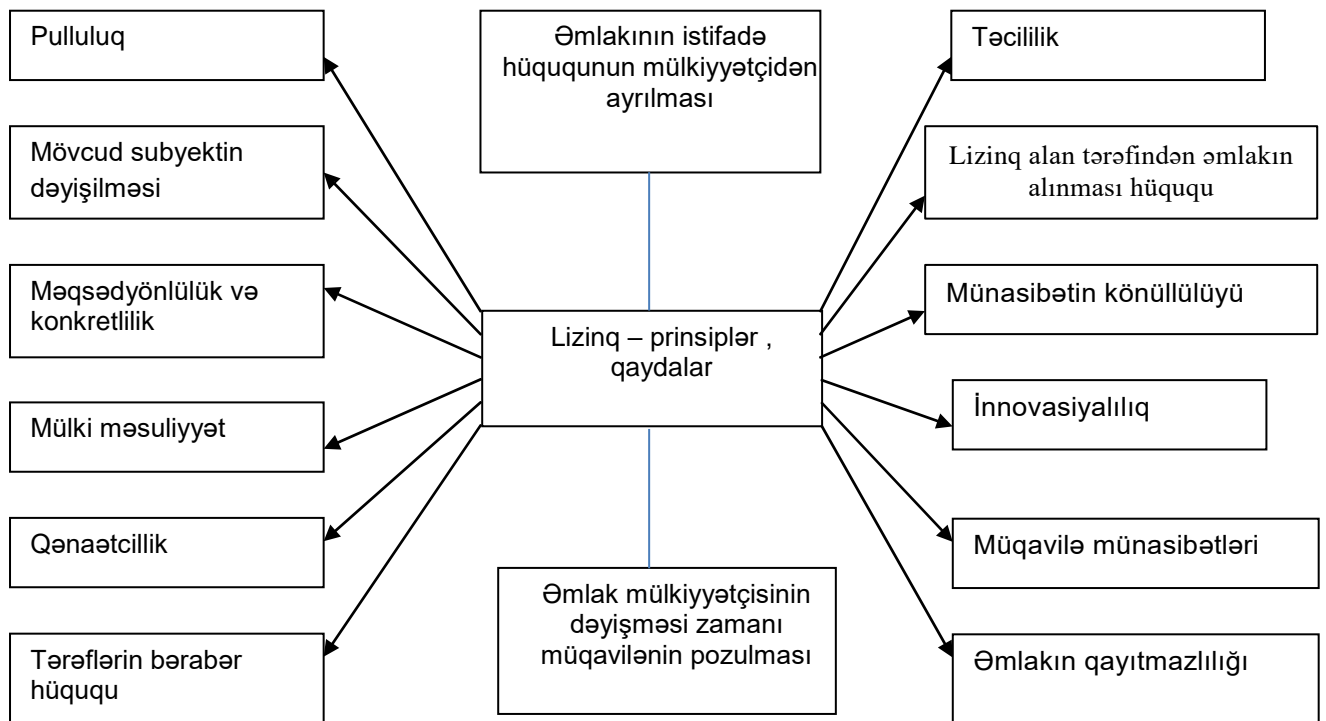 Pulluluq
Mövcud subyektin
dəyişilməsi
Məqsədyönlülük və
konkretlilik
Mülki məsuliyyət
Qənaətcillik
Tərəflərin bərabər
hüququ
Əmlakının istifadə
hüququnun mülkiyyətçidən
ayrılması
Lizinq – prinsiplər ,
qaydalar
Əmlak mülkiyyətçisinin
dəyişməsi zamanı
müqavilənin pozulması
Təcililik
Lizinq alan tərəfindən əmlakın
alınması hüququ
Münasibətin könüllülüyü
İnnovasiyalılıq
Müqavilə münasibətləri
Əmlakın qayıtmazlılığı